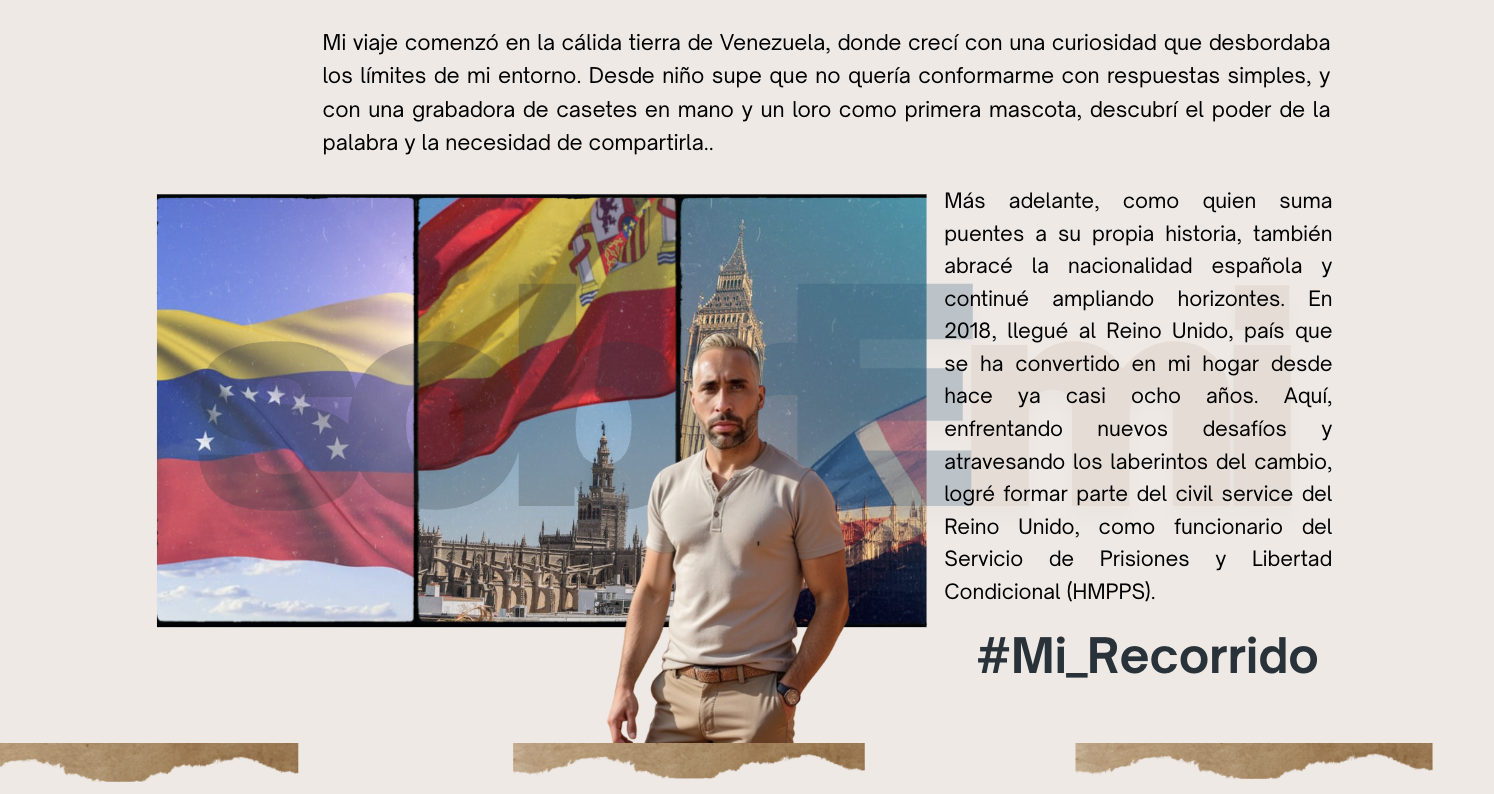 Mi viaje comenzó en la cálida tierra de Venezuela, donde crecí con una curiosidad que desbordaba
los límites de mi entorno. Desde niño supe que no quería conformarme con respuestas simples, y
con una grabadora de casetes en mano y un loro como primera mascota, descubrí el poder de la
palabra y la necesidad de compartirla..
Más adelante, como quien suma
puentes a su propia historia, también
abracé la nacionalidad española y
continué ampliando horizontes. En
2018, llegué al Reino Unido, país que
se ha convertido en mi hogar desde
hace ya casi ocho años. Aquí,
enfrentando nuevos desafíos y
atravesando los laberintos del cambio,
logré formar parte del civil service del
Reino Unido, como funcionario del
Servicio de Prisiones y Libertad
Condicional (HMPPS).
#Mi_Recorrido